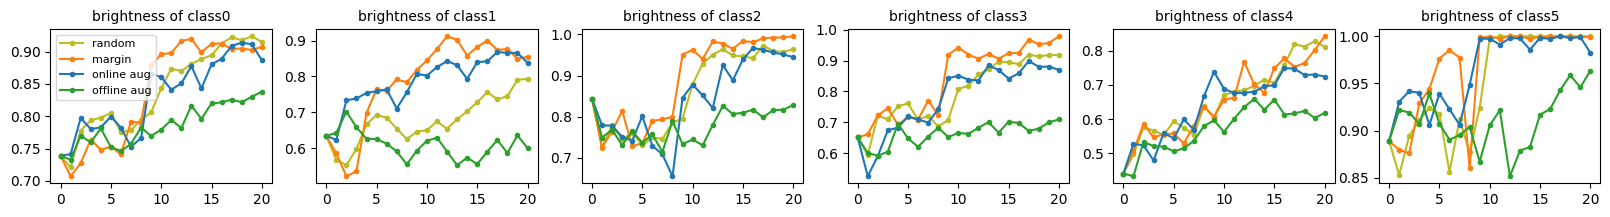 brightness of class0
0.90
0.85
0.80
0.75
0.70
0 5 10 15 20
random
margin
online aug
offline aug
brightness of class1
0.9
0.8
0.7
0.6
0 5 10 15 20
brightness of class2
1.0
0.9
0.8
0.7
0 5 10 15 20
brightness of class3
1.0
0.9
0.8
0.7
0.6
0 5 10 15 20
brightness of class4
0.8
0.7
0.6
0.5
0 5 10 15 20
brightness of class5
1.00
0.95
0.90
0.85
0 5 10 15 20